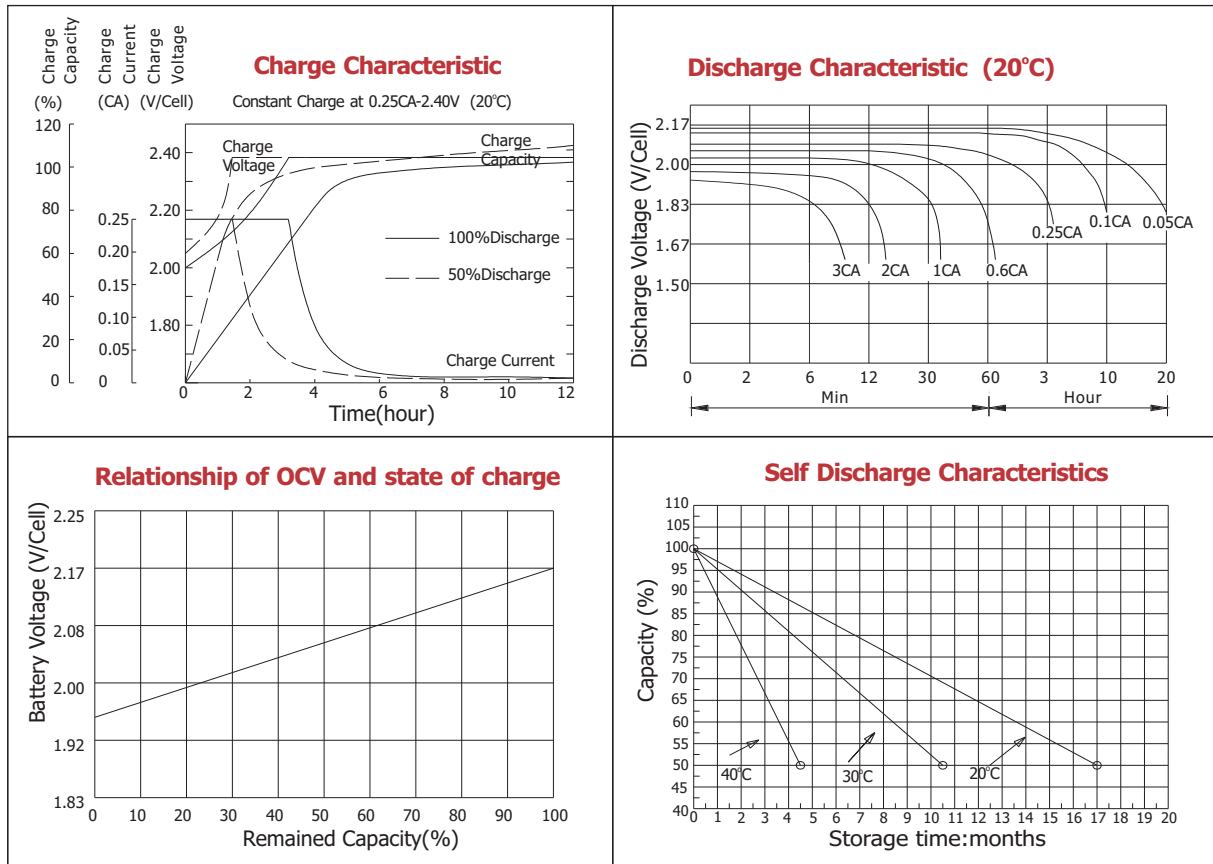 Charge
Capacity
Charge
Current
Charge
Voltage
(%)
(CA)
(V/Cell)
Charge Characteristic
Constant Charge at 0.25CA-2.40V (20°C)
120
100
80
60
40
20
0
0.25
0.20
0.15
0.10
0.05
0
2.40
2.20
2.00
1.80
Charge
Voltage
Charge
Capacity
100%Discharge
50%Discharge
Charge Current
0 2 4 6 8 10 12
Time(hour)
Discharge Characteristic (20°C)
Discharge Voltage (V/Cell)
2.17
2.00
1.83
1.67
1.50
3CA 2CA 1CA 0.6CA 0.25CA 0.1CA 0.05CA
0 2 6 12 30 60 3 10 20
Min Hour
Relationship of OCV and state of charge
Battery Voltage (V/Cell)
2.25
2.17
2.08
2.00
1.92
1.83
0 10 20 30 40 50 60 70 80 90 100
Remained Capacity(%)
Self Discharge Characteristics
Capacity (%)
110
105
100
95
90
85
80
75
70
65
60
55
50
45
40
40°C 30°C 20°C
0 1 2 3 4 5 6 7 8 9 10 11 12 13 14 15 16 17 18 19 20
Storage time:months